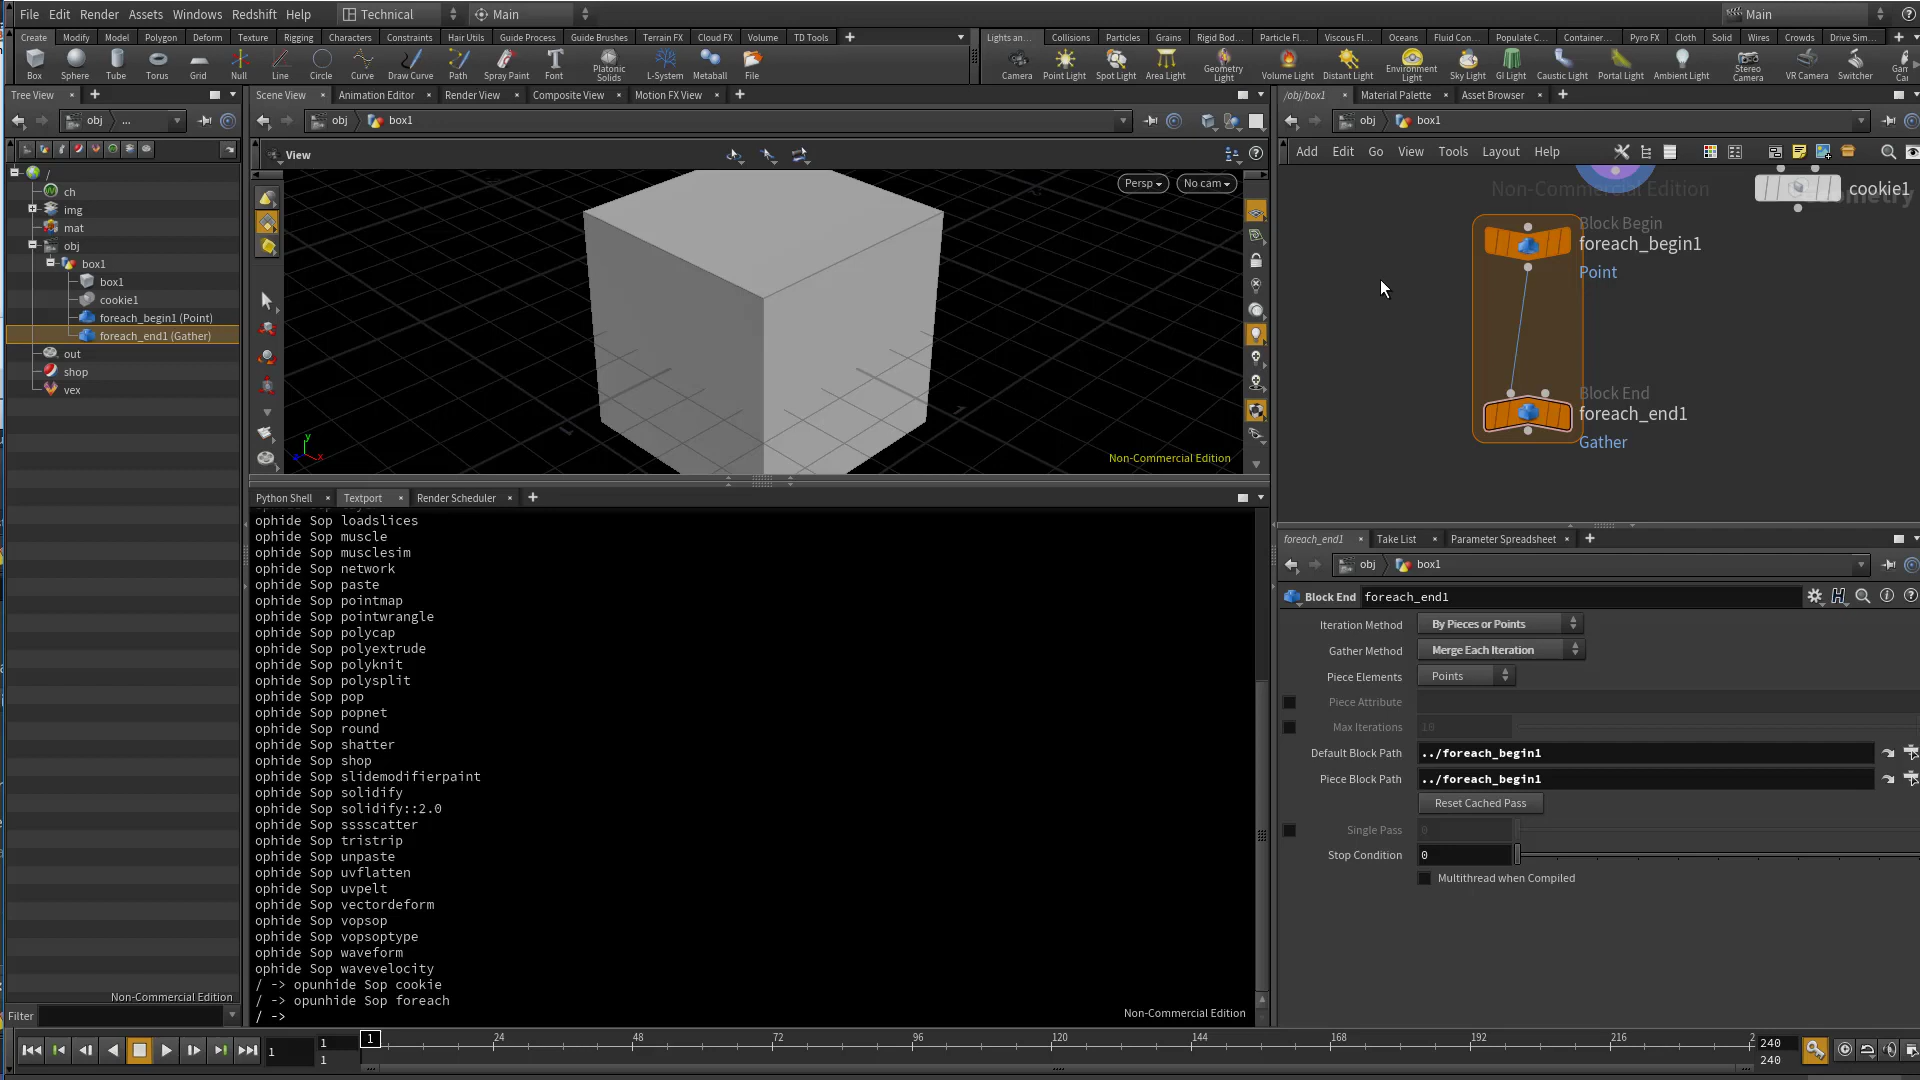 File Edit Render Assets Windows Redshift Help Technical Main Main
Create Modify Model Polygon Deform Texture Rigging Characters Constraints Hair Utils Guide Process Guide Brushes Terrain FX Cloud FX Volume TD Tools
Lights an... Collisions Particles Grains Rigid Bod... Particle Fl... Viscous Fl... Oceans Fluid Con... Populate C... Container... Pyro FX Cloth Solid Wires Crowds Drive Sim...
Box Sphere Tube Torus Grid Null Line Circle Curve Draw Curve Path Spray Paint Font Platonic Solids L-System Metaball File
Camera Point Light Spot Light Area Light Geometry Light Volume Light Distant Light Environment Light Sky Light GI Light Caustic Light Portal Light Ambient Light Stereo Camera VR Camera Switcher
Tree View
Scene View Animation Editor Render View Composite View Motion FX View
/obj/box1 Material Palette Asset Browser
obj ...
obj box1
obj box1
View
Add Edit Go View Tools Layout Help
Persp No cam
/
ch
img
mat
obj
box1
box1
cookie1
foreach_begin1 (Point)
foreach_end1 (Gather)
out
shop
vex
Non-Commercial Edition
Filter
Non-Commercial Edition
Non-Commercial Edition
cookie1
Block Begin
foreach_begin1
Point
Block End
foreach_end1
Gather
Python Shell Textport Render Scheduler
ophide Sop loadslices
ophide Sop muscle
ophide Sop musclesim
ophide Sop network
ophide Sop paste
ophide Sop pointmap
ophide Sop pointwrangle
ophide Sop polycap
ophide Sop polyextrude
ophide Sop polyknit
ophide Sop polysplit
ophide Sop pop
ophide Sop popnet
ophide Sop round
ophide Sop shatter
ophide Sop shop
ophide Sop slidemodifierpaint
ophide Sop solidify
ophide Sop solidify::2.0
ophide Sop sssscatter
ophide Sop tristrip
ophide Sop unpaste
ophide Sop uvflatten
ophide Sop uvpelt
ophide Sop vectordeform
ophide Sop vopsop
ophide Sop vopsoptype
ophide Sop waveform
ophide Sop wavevelocity
/ -> opunhide Sop cookie
/ -> opunhide Sop foreach
/ ->
Non-Commercial Edition
foreach_end1 Take List Parameter Spreadsheet
obj box1
Block End foreach_end1
Iteration Method By Pieces or Points
Gather Method Merge Each Iteration
Piece Elements Points
Piece Attribute
Max Iterations 10
Default Block Path ../foreach_begin1
Piece Block Path ../foreach_begin1
Reset Cached Pass
Single Pass 0
Stop Condition 0
Multithread when Compiled
1 1 1 1 24 48 72 96 120 144 168 192 216 2 240 240